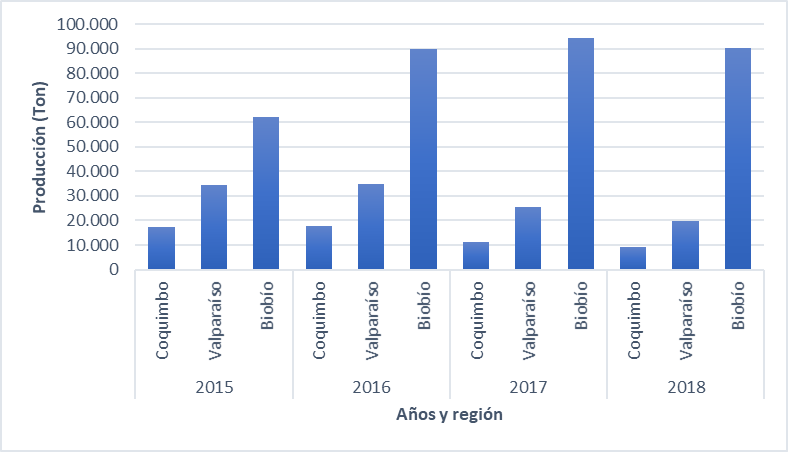 100.000
90.000
80.000
70.000
60.000
50.000
40.000
30.000
20.000
10.000
0
Producción (Ton)
Coquimbo
Valparaíso
Biobío
Coquimbo
Valparaíso
Biobío
Coquimbo
Valparaíso
Biobío
Coquimbo
Valparaíso
Biobío
2015 2016 2017 2018
Años y región